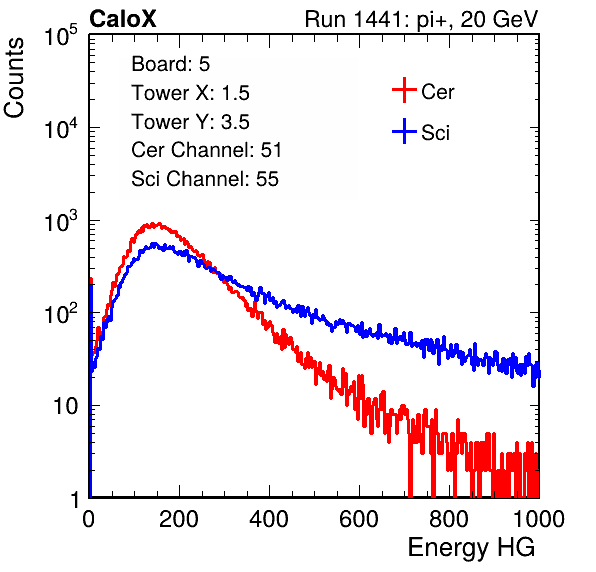 CaloX Run 1441: pi+, 20 GeV
Counts
Board: 5
Tower X: 1.5
Tower Y: 3.5
Cer Channel: 51
Sci Channel: 55
Cer
Sci
10^5
10^4
10^3
10^2
10
1
0 200 400 600 800 1000
Energy HG